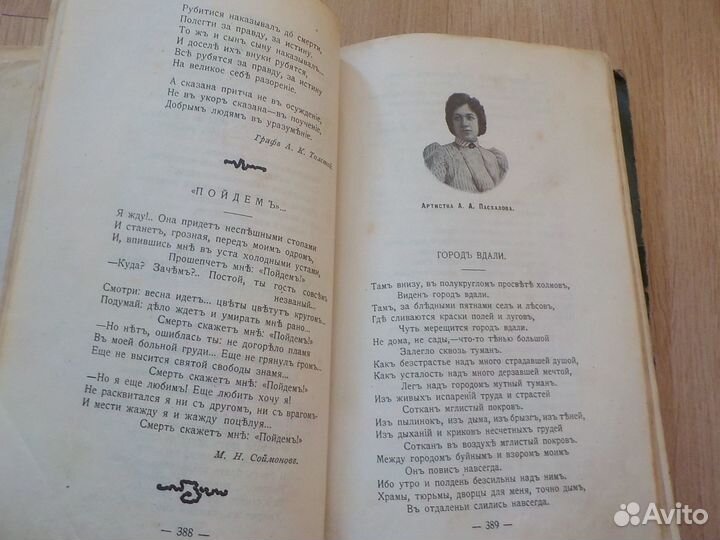 Рубитися наказывалъ до́ смерти,
Полегти за правду, за истину.
То жъ и сынъ сыну наказывалъ...
И доселѣ ихъ внуки рубятся,
Всѣ рубятся за правду, за истину
На великое себѣ разореніе.
А сказана притча не въ осужденіе,
Не въ укоръ сказана—въ поученіе,
Добрымъ людямъ въ уразумѣніе.
Графъ А. К. Толстой.
«ПОЙДЕМЪ»...
Я жду!.. Она придетъ неспѣшными стопами
И станетъ, грозная, передъ моимъ одромъ,
И, впившись мнѣ въ уста холодными устами,
Прошепчетъ мнѣ: «Пойдемъ!»
—Куда? Зачѣмъ?.. Постой, ты гость совсѣмъ
незваный...
Смотри: весна идетъ... цвѣты цвѣтутъ кругомъ...
Подумай: дѣло ждетъ и умирать мнѣ рано...
Смерть скажетъ мнѣ: «Пойдемъ!»
—Но нѣтъ, ошиблась ты: не догорѣло пламя
Въ моей больной груди... Еще не грянулъ громъ...
Еще не высится святой свободы знамя...
Смерть скажетъ мнѣ: «Пойдемъ!»
—Но я еще любимъ! Еще любить хочу я!
Не расквитался я ни съ другомъ, ни съ врагомъ
И мести жажду я и жажду поцѣлуя...
Смерть скажетъ мнѣ: «Пойдемъ!»
М. Н. Соймоновъ.
— 388 —
Артистка А. А. Пасхалова.
ГОРОДЪ ВДАЛИ.
Тамъ внизу, въ полукругломъ просвѣтѣ холмовъ,
Виденъ городъ вдали.
Тамъ, за блѣдными пятнами селъ и лѣсовъ,
Гдѣ сливаются краски полей и луговъ,
Чуть мерещится городъ вдали.
Не дома, не сады,—что-то тѣнью большой
Залегло сквозь туманъ.
Какъ безстрастье надъ много страдавшей душой,
Какъ усталость надъ много дерзавшей мечтой,
Легъ надъ городомъ мутный туманъ.
Изъ живыхъ испареній труда и страстей
Сотканъ мглистый покровъ.
Изъ пылинокъ, изъ дыма, изъ брызгъ, изъ тѣней,
Изъ дыханій и криковъ несчетныхъ грудей
Сотканъ въ воздухѣ мглистый покровъ.
Между городомъ буйнымъ и взоромъ моимъ
Онъ повисъ навсегда.
Ибо утро и полдень безсильны надъ нимъ.
Храмы, тюрьмы, дворцы для меня, точно дымъ,
Въ отдаленьи слились навсегда.
— 389 —
Avito